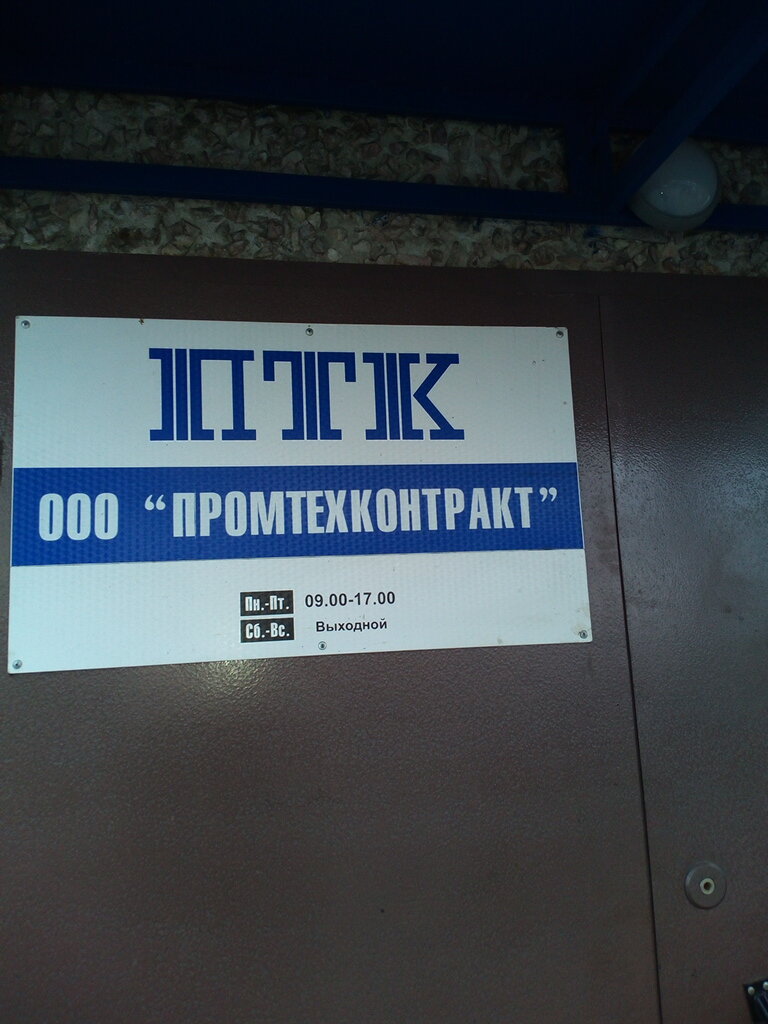 ПТК
ООО “ПРОМТЕХКОНТРАКТ”
Пн.-Пт. 09.00-17.00
Сб.-Вс. Выходной